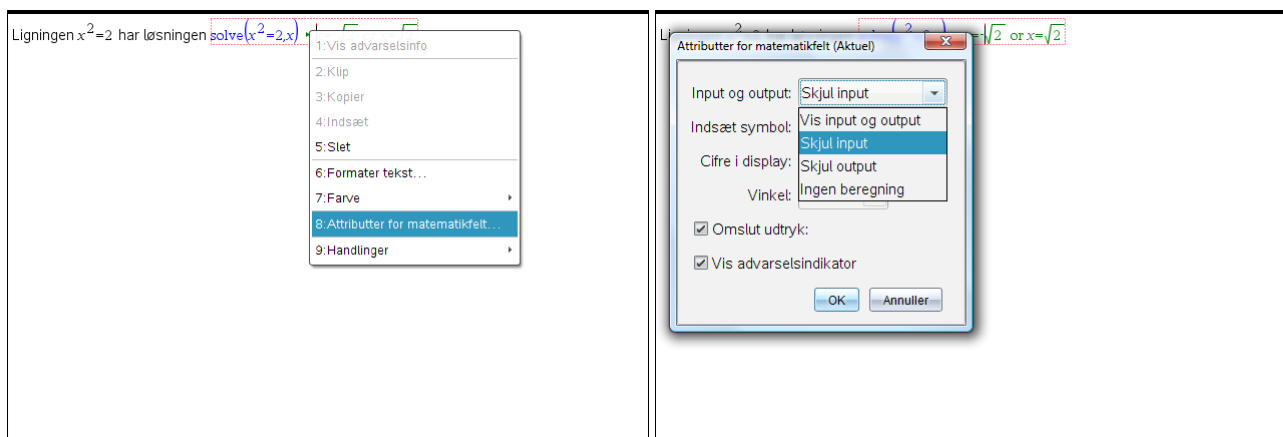 Ligningen x²=2 har løsningen solve(x²=2,x)
1:Vis advarselsinfo
2:Klip
3:Kopier
4:Indsæt
5:Slet
6:Formater tekst...
7:Farve
8:Attributter for matematikfelt...
9:Handlinger
=-√2 or x=√2
Attributter for matematikfelt (Aktuel)
Input og output: Skjul input
Vis input og output
Indsæt symbol:
Skjul input
Cifre i display:
Skjul output
Vinkel:
Ingen beregning
Omslut udtryk:
Vis advarselsindikator
OK Annuller